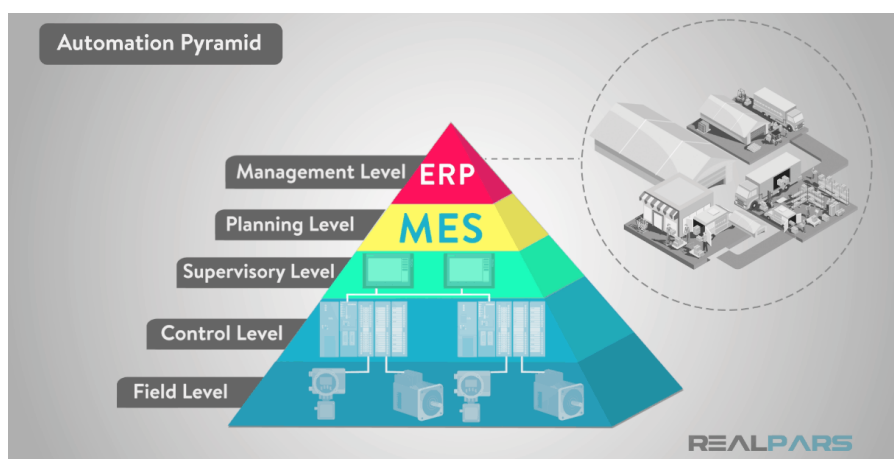 Automation Pyramid
Management Level
ERP
Planning Level
MES
Supervisory Level
Control Level
Field Level
REALPARS